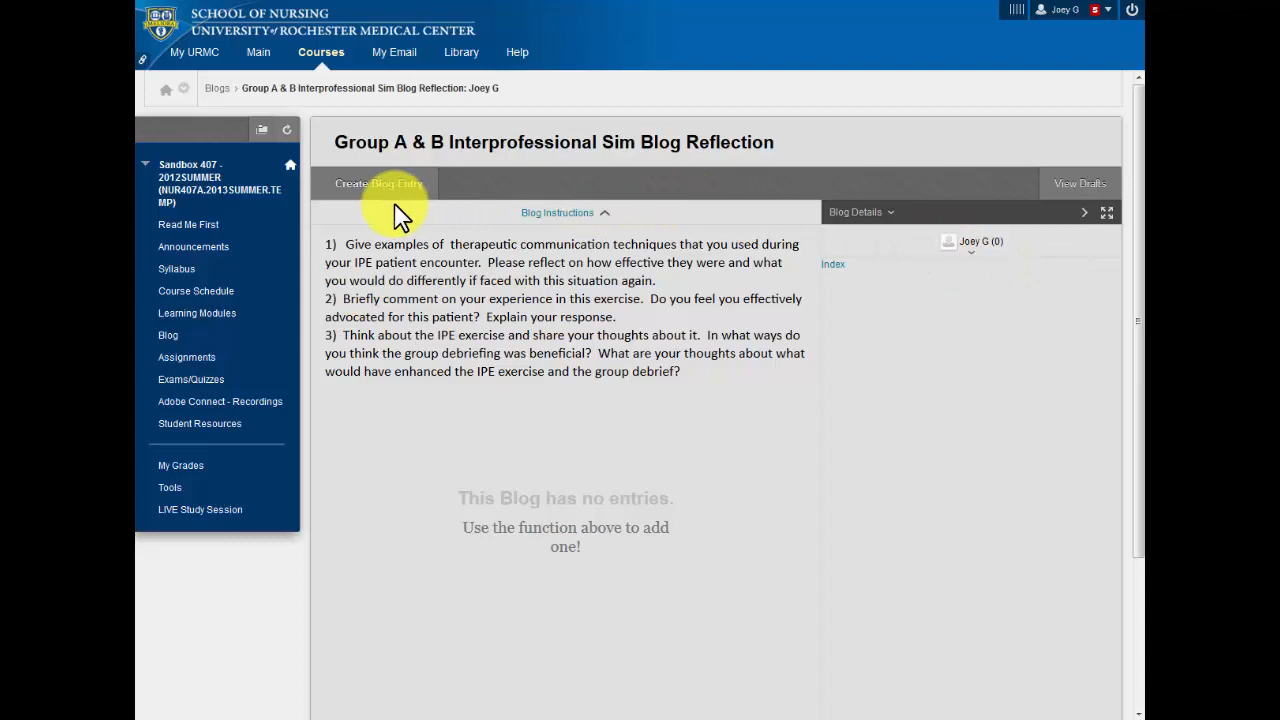 SCHOOL OF NURSING
UNIVERSITY of ROCHESTER MEDICAL CENTER
Joey G 5
My URMC Main Courses My Email Library Help
Blogs › Group A & B Interprofessional Sim Blog Reflection: Joey G
Group A & B Interprofessional Sim Blog Reflection
Create Blog Entry
View Drafts
Blog Instructions
Blog Details
Joey G (0)
Index
Sandbox 407 -
2012SUMMER
(NUR407A.2013SUMMER.TE
MP)
Read Me First
Announcements
Syllabus
Course Schedule
Learning Modules
Blog
Assignments
Exams/Quizzes
Adobe Connect - Recordings
Student Resources
My Grades
Tools
LIVE Study Session
1) Give examples of therapeutic communication techniques that you used during
your IPE patient encounter. Please reflect on how effective they were and what
you would do differently if faced with this situation again.
2) Briefly comment on your experience in this exercise. Do you feel you effectively
advocated for this patient? Explain your response.
3) Think about the IPE exercise and share your thoughts about it. In what ways do
you think the group debriefing was beneficial? What are your thoughts about what
would have enhanced the IPE exercise and the group debrief?
This Blog has no entries.
Use the function above to add
one!